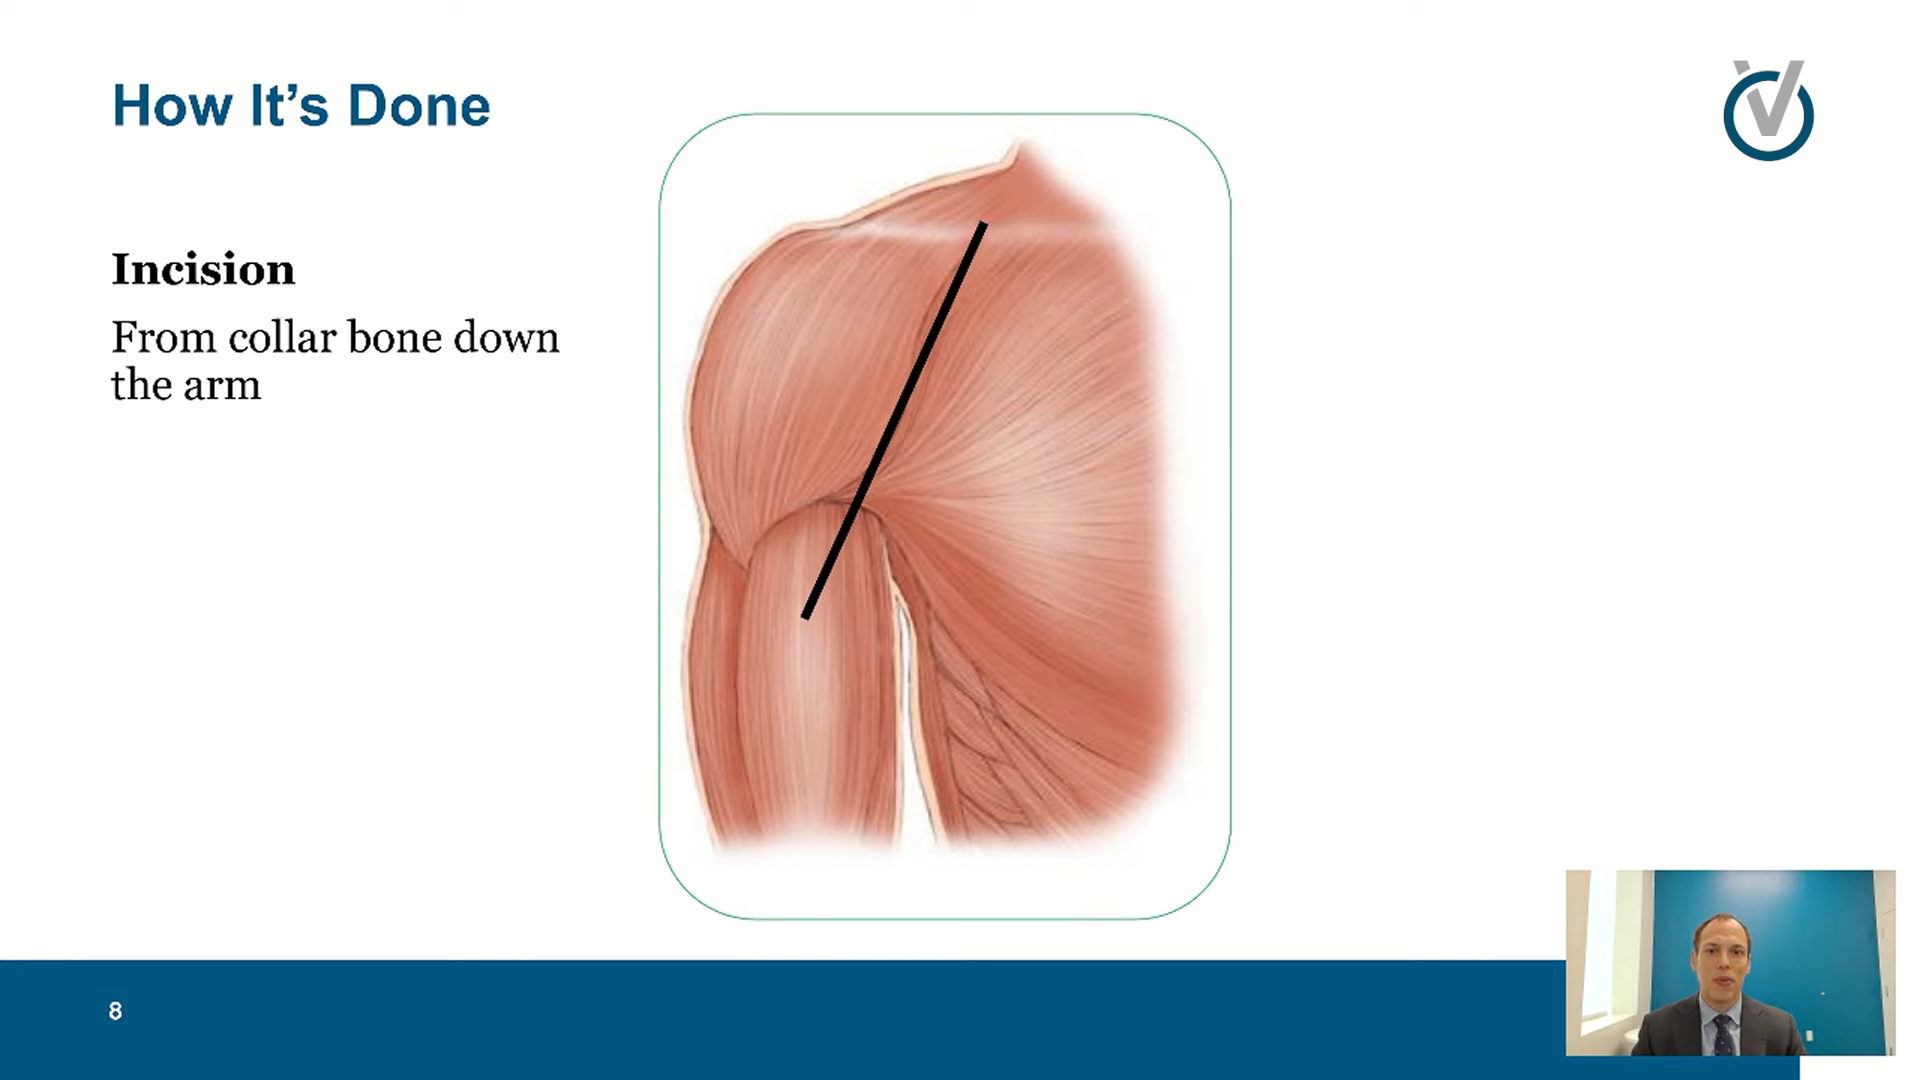 How It’s Done
Incision
From collar bone down
the arm
8